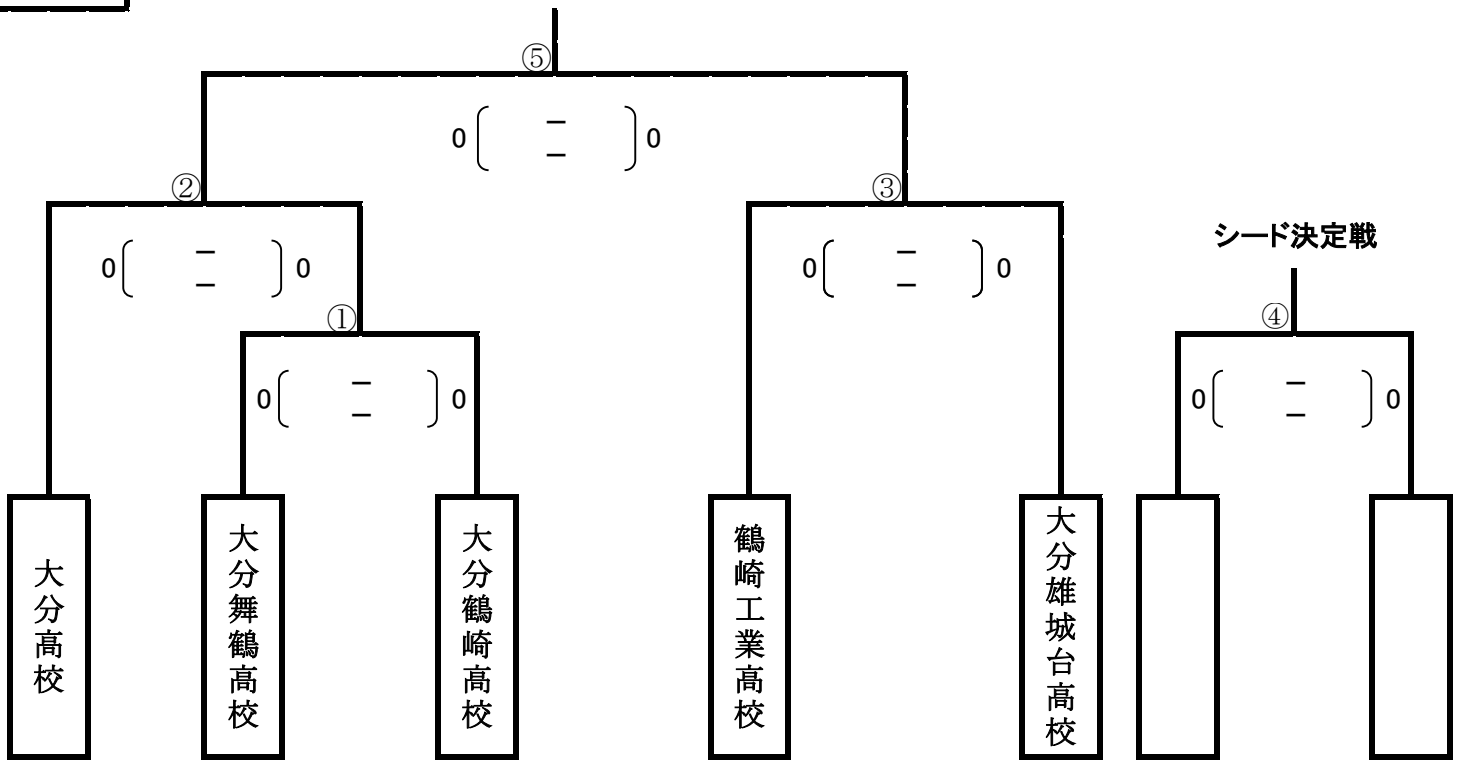 ⑤
0 〔 － 〕 0
－
② ③
シード決定戦
0 〔 － 〕 0
－
0 〔 － 〕 0
－
① ④
0 〔 － 〕 0
－
0 〔 － 〕 0
－
大分高校
大分舞鶴高校
大分鶴崎高校
鶴崎工業高校
大分雄城台高校